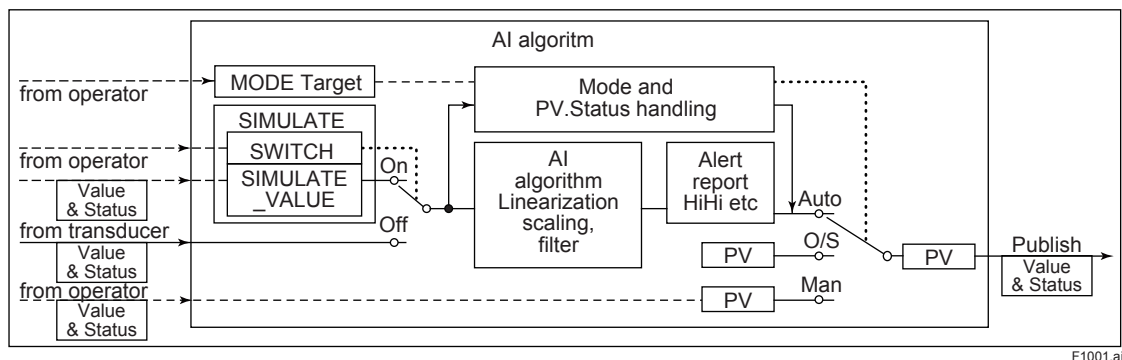 AI algoritm
from operator
MODE Target
Mode and
PV.Status handling
SIMULATE
from operator
SWITCH
SIMULATE
_VALUE
Value
& Status
On
Off
AI
algorithm
Linearization
scaling,
filter
Alert
report
HiHi etc
Auto
from transducer
Value
& Status
PV
O/S
PV
Publish
Value
& Status
from operator
Value
& Status
PV
Man
F1001.ai